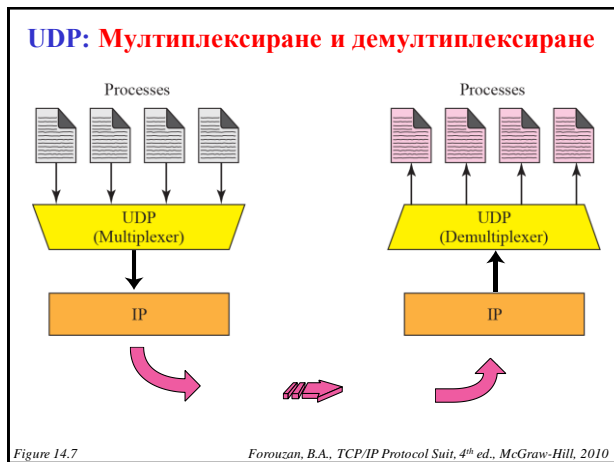 UDP: Мултиплексиране и демултиплексиране
Processes
Processes
UDP
(Multiplexer)
UDP
(Demultiplexer)
IP
IP
Figure 14.7
Forouzan, B.A., TCP/IP Protocol Suit, 4th ed., McGraw-Hill, 2010